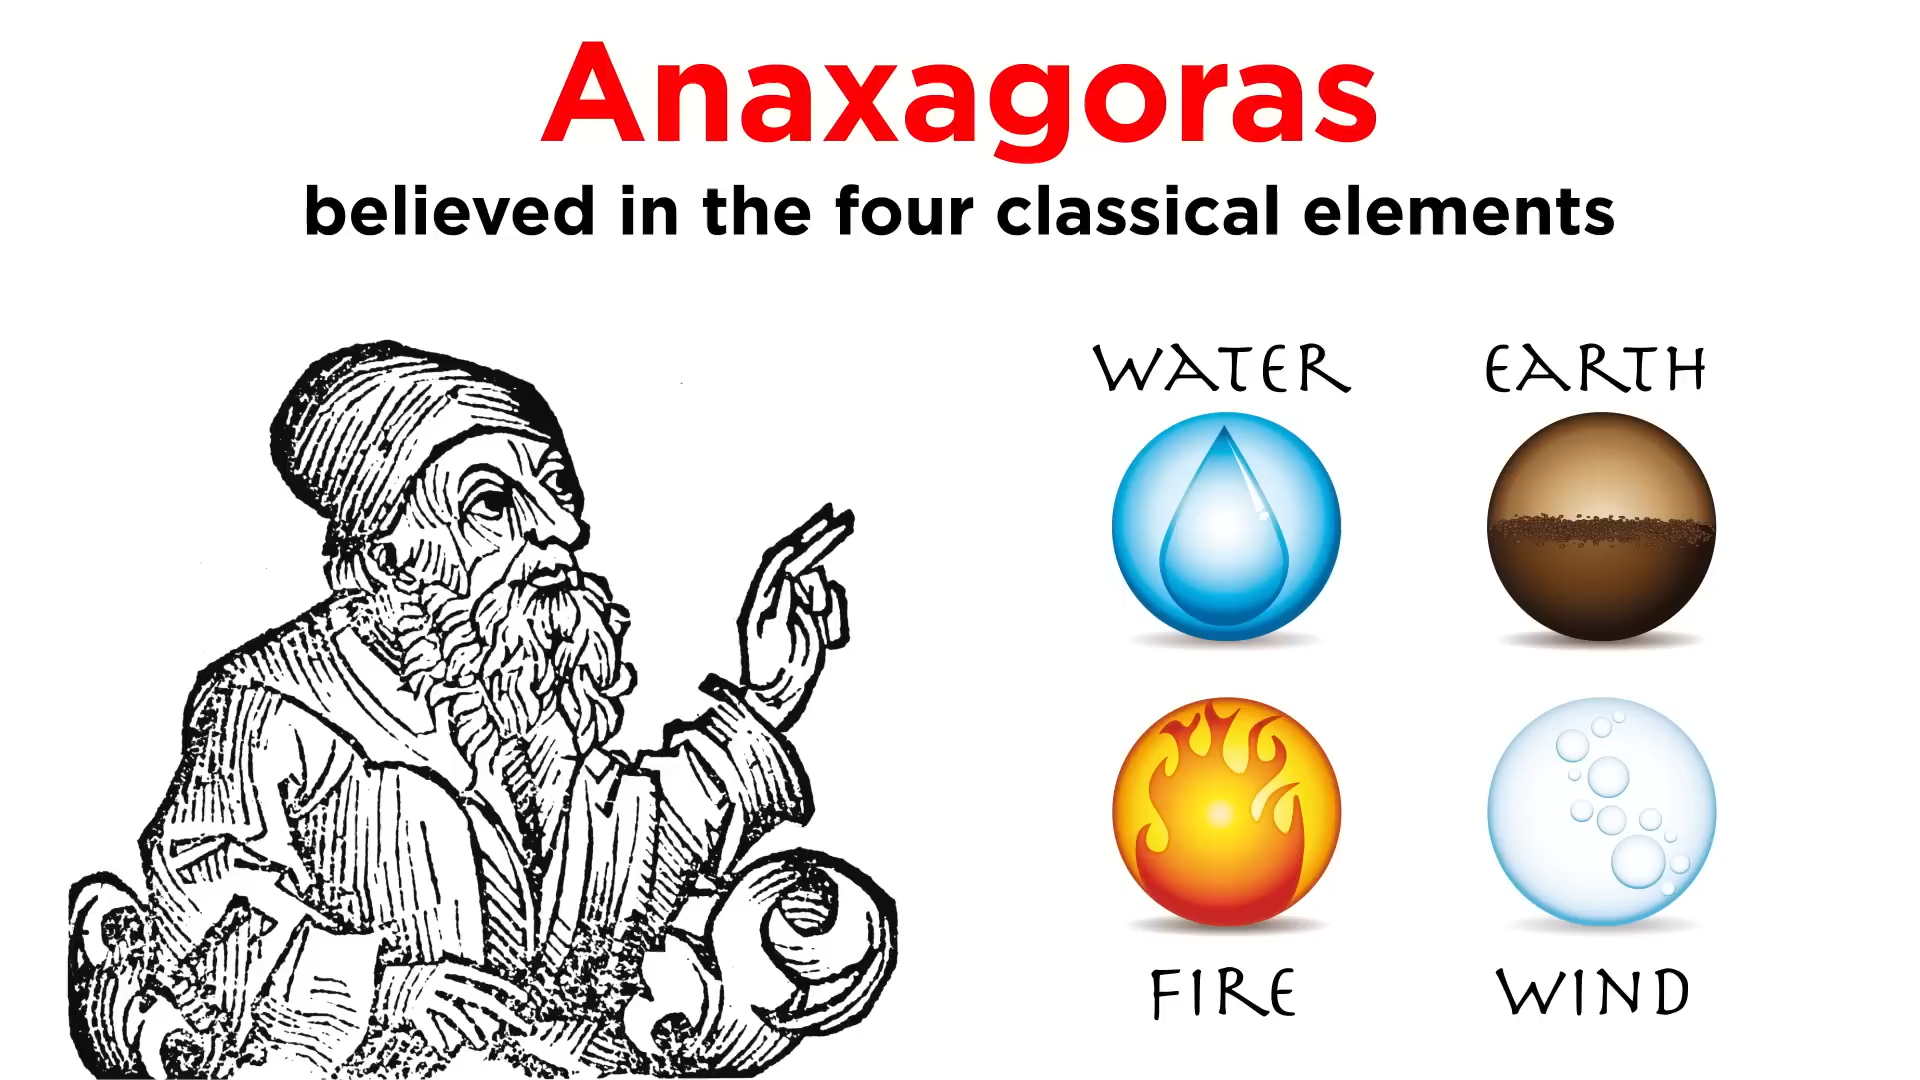 Anaxagoras
believed in the four classical elements
WATER
EARTH
FIRE
WIND